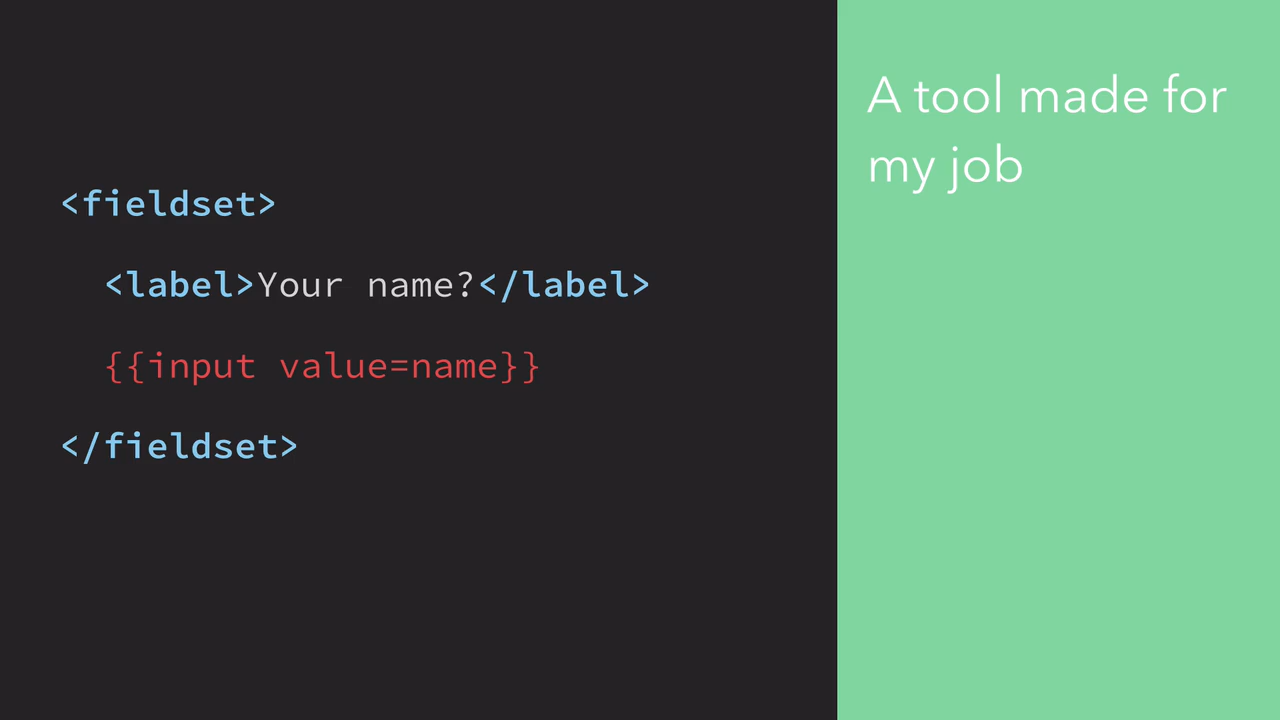 <fieldset>
<label>Your name?</label>
{{input value=name}}
</fieldset>
A tool made for
my job